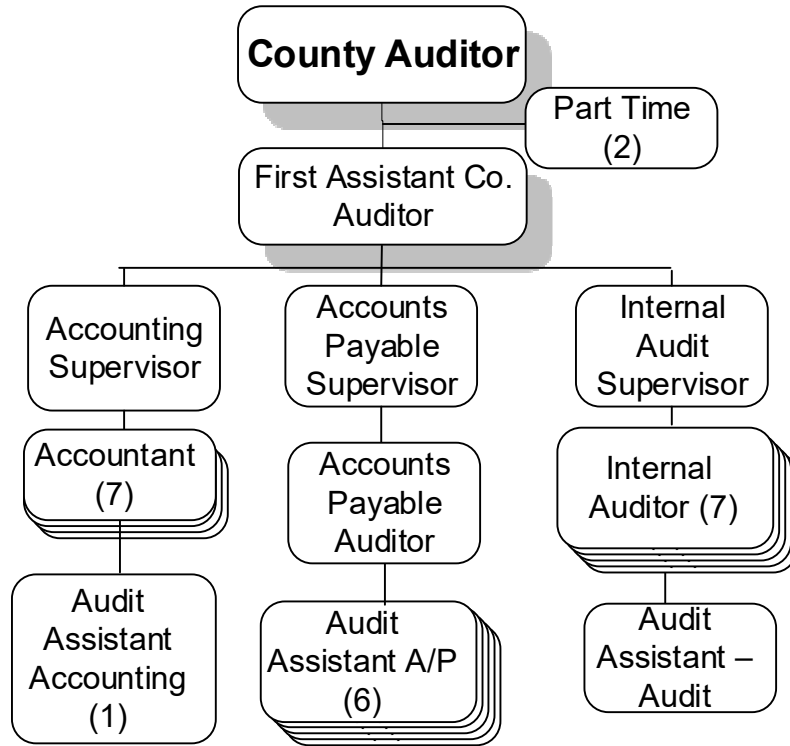 County Auditor
Part Time
(2)
First Assistant Co.
Auditor
Accounting
Supervisor
Accounts
Payable
Supervisor
Internal
Audit
Supervisor
Accountant
(7)
Accounts
Payable
Auditor
Internal
Auditor (7)
Audit
Assistant
Accounting
(1)
Audit
Assistant A/P
(6)
Audit
Assistant –
Audit